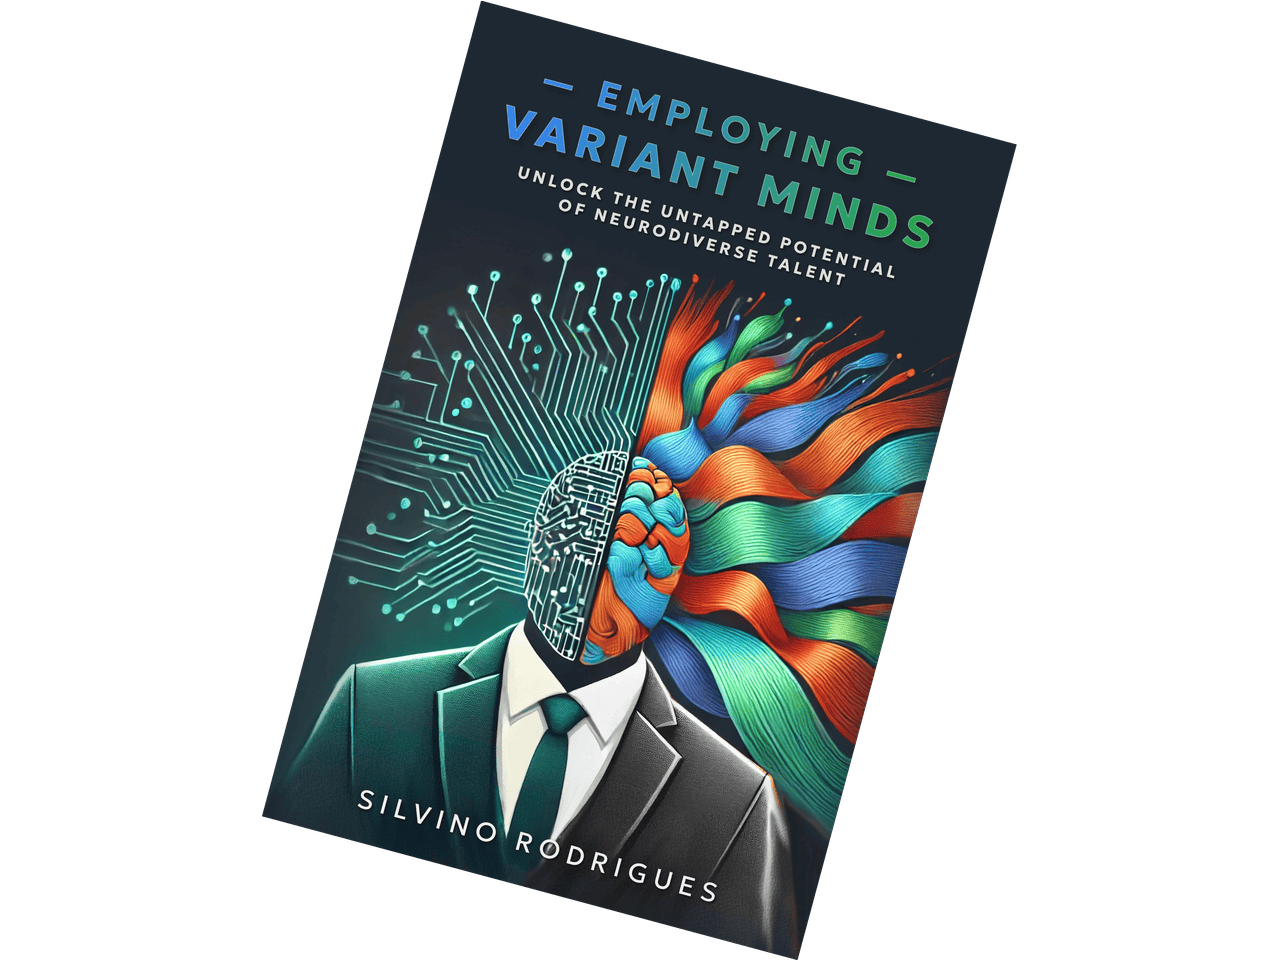 — EMPLOYING —
VARIANT MINDS
UNLOCK THE UNTAPPED POTENTIAL
OF NEURODIVERSE TALENT
SILVINO RODRIGUES